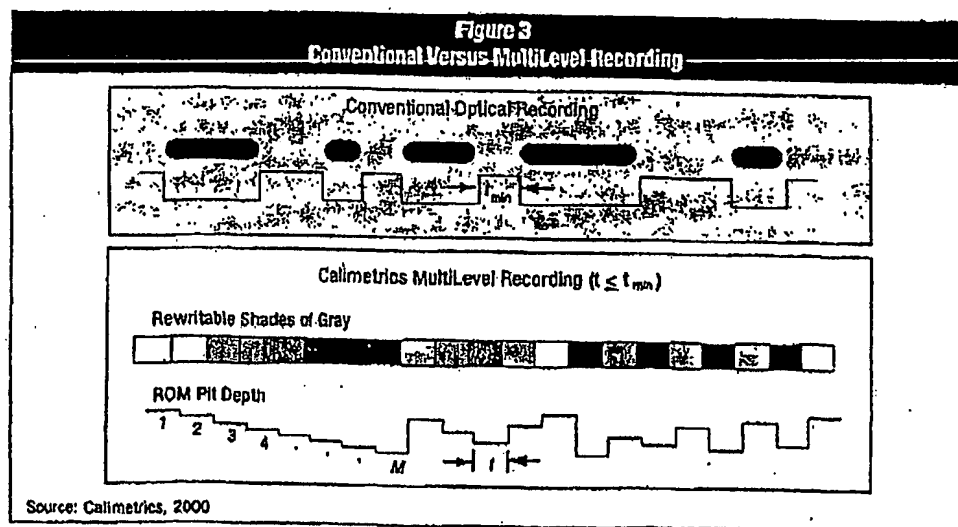 Figure 3
Conventional Versus MultiLevel Recording
Conventional Optical Recording
t min
Calimetrics MultiLevel Recording (t ≤ t min)
Rewritable Shades of Gray
ROM Pit Depth
1 2 3 4 . . . M t
Source: Calimetrics, 2000